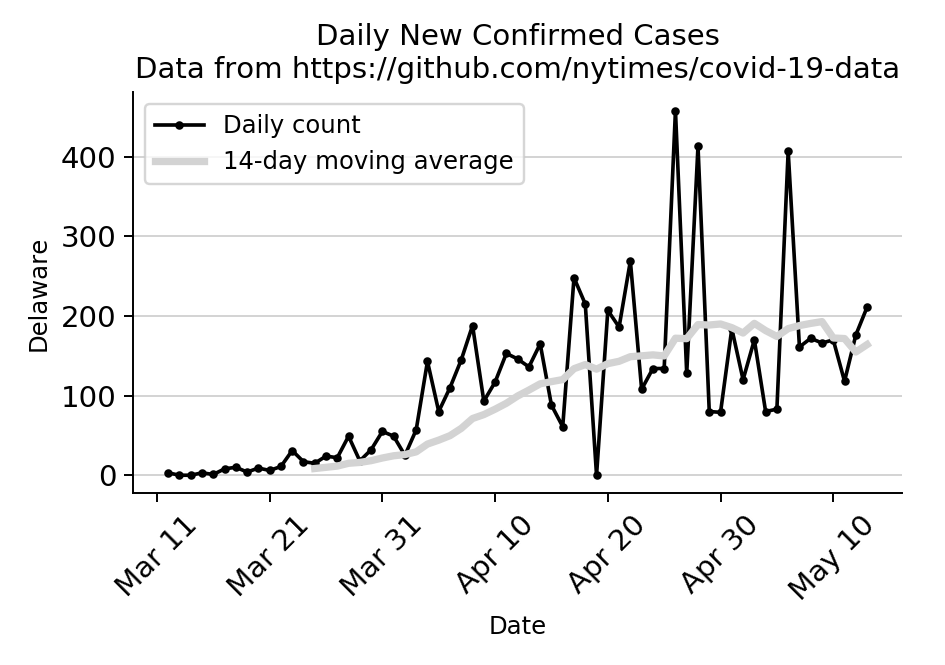 Daily New Confirmed Cases
Data from https://github.com/nytimes/covid-19-data
Daily count
14-day moving average
Delaware
400
300
200
100
0
Mar 11
Mar 21
Mar 31
Apr 10
Apr 20
Apr 30
May 10
Date